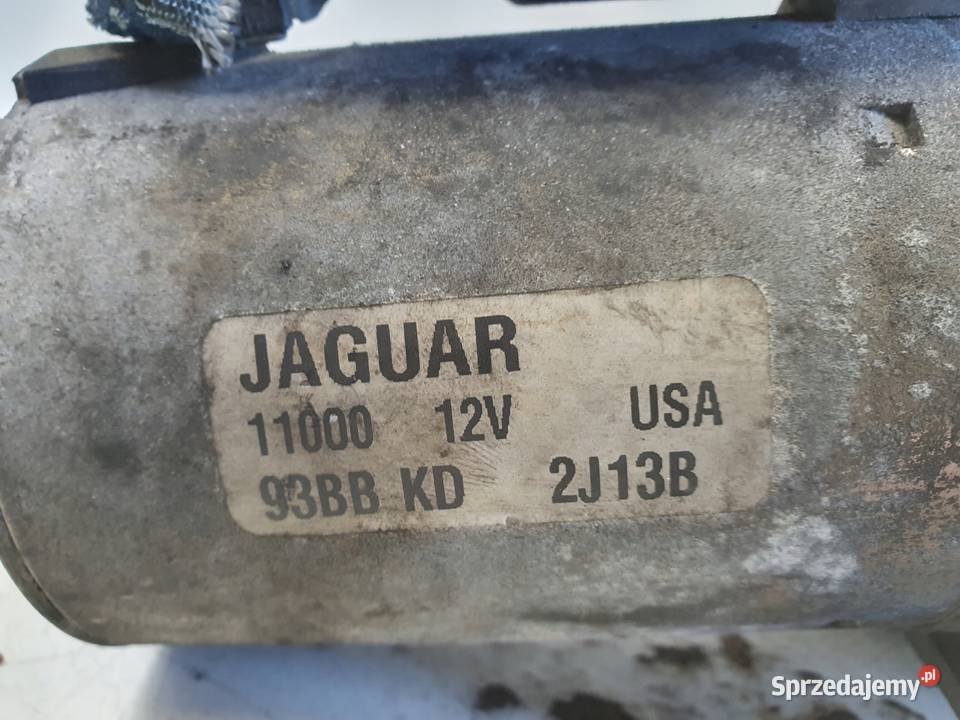 JAGUAR
11000 12V USA
93BB KD 2J13B
Sprzedajemy.pl